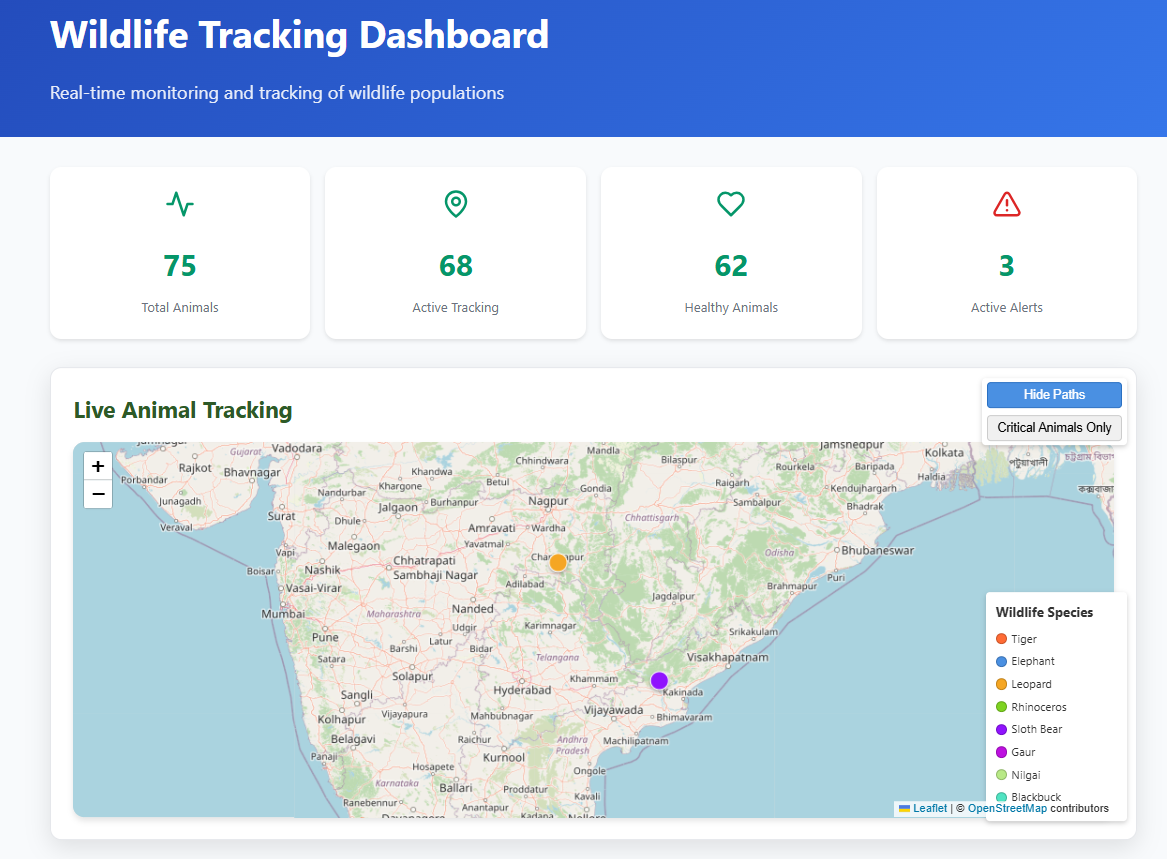 Wildlife Tracking Dashboard
Real-time monitoring and tracking of wildlife populations
75
Total Animals
68
Active Tracking
62
Healthy Animals
3
Active Alerts
Live Animal Tracking
Hide Paths
Critical Animals Only
+
−
Gujarat
Vadodara
Rajkot
Bhavnagar
Porbandar
Junagadh
Veraval
Surat
Vapi
Boisar
Vasai-Virar
Mumbai
Nandurbar
Dhule
Malegaon
Nashik
Khandwa
Khargone
Burhanpur
Jalgaon
Chhatrapati
Sambhaji Nagar
Maharashtra
Pune
Satara
Sangli
Kolhapur
Belagavi
Panaji
Chhindwara
Betul
Mandla
Nagpur
Gondia
Amravati
Wardha
Yavatmal
Adilabad
Nanded
Udgir
Latur
Barshi
Bidar
Solapur
Karimnagar
Telangana
Hyderabad
Khammam
Vijayapura
Mahbubnagar
Raichur
Kurnool
Andhra
Pradesh
Vijayawada
Bhimavaram
Machilipatnam
Kakinada
Visakhapatnam
Srikakulam
Ongole
Hosapete
Ballari
Proddatur
Karnataka
Ranebennur
Anantapur
Kavali
Bilaspur
Raigarh
Chhattisgarh
Jagdalpur
Jamshedpur
Rourkela
Baripada
Kendujhargarh
Sambalpur
Bhadrak
Odisha
Bhubaneswar
Puri
Brahmapur
Kolkata
Haldia
পটুয়াখালী
Wildlife Species
Tiger
Elephant
Leopard
Rhinoceros
Sloth Bear
Gaur
Nilgai
Blackbuck
Leaflet | © OpenStreetMap contributors